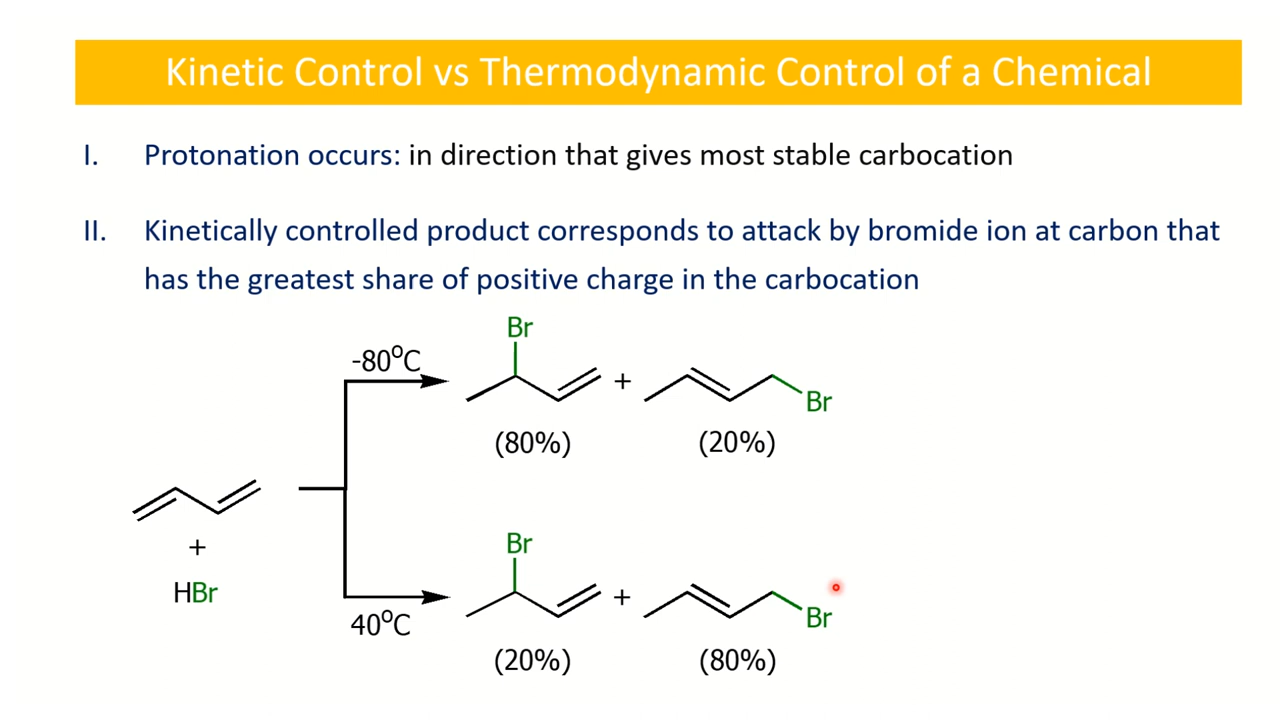 Kinetic Control vs Thermodynamic Control of a Chemical
I. Protonation occurs: in direction that gives most stable carbocation
II. Kinetically controlled product corresponds to attack by bromide ion at carbon that
has the greatest share of positive charge in the carbocation
Br
-80°C
+
Br
(80%)
(20%)
+
HBr
Br
+
Br
40°C
(20%)
(80%)